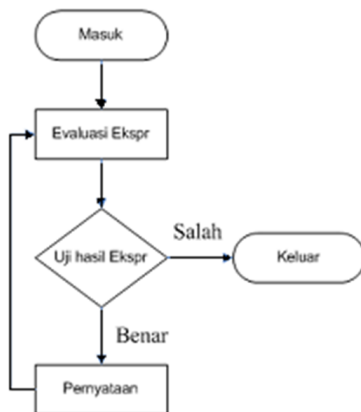 Masuk
Evaluasi Ekspr
Uji hasil Ekspr
Salah
Keluar
Benar
Pernyataan